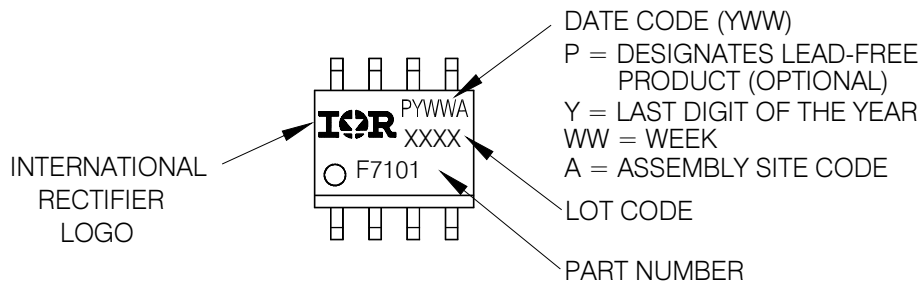 DATE CODE (YWW)
P = DESIGNATES LEAD-FREE
PRODUCT (OPTIONAL)
Y = LAST DIGIT OF THE YEAR
WW = WEEK
A = ASSEMBLY SITE CODE
LOT CODE
PART NUMBER
INTERNATIONAL
RECTIFIER
LOGO
IOR
PYWWA
XXXX
F7101